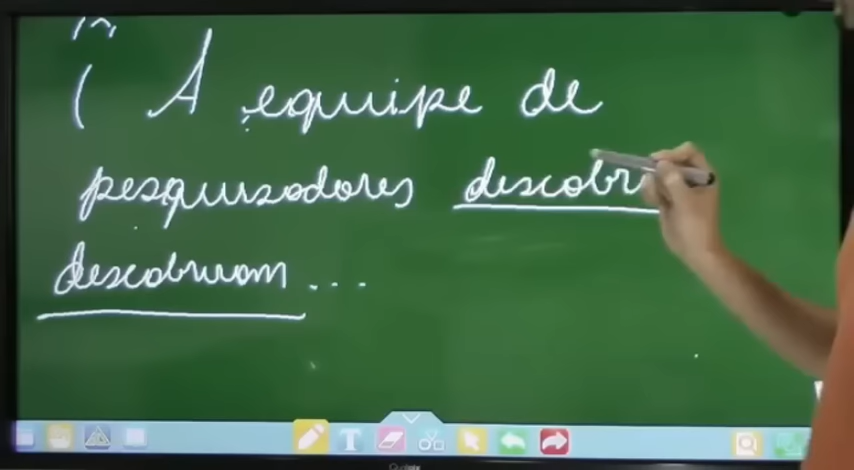 ( A equipe de
pesquisadores descobr
descobriram ...
T